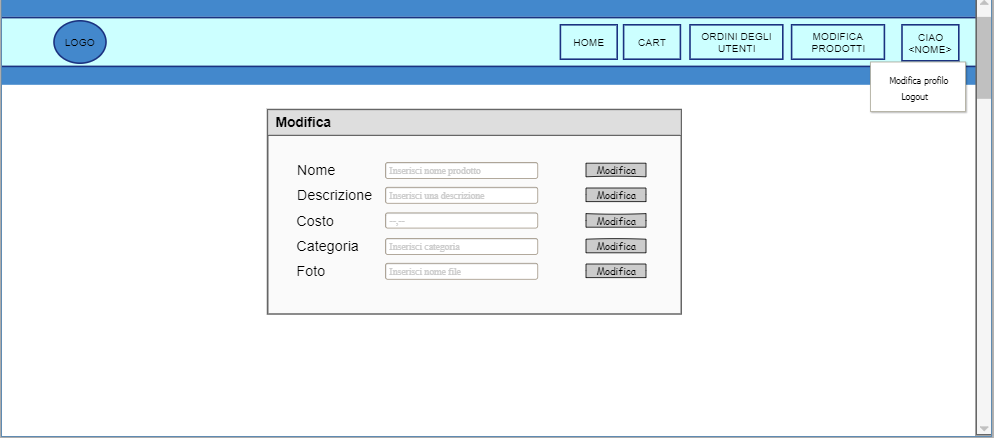 LOGO
HOME
CART
ORDINI DEGLI
UTENTI
MODIFICA
PRODOTTI
CIAO
<NOME>
Modifica profilo
Logout
Modifica
Nome
Inserisci nome prodotto
Modifica
Descrizione
Inserisci una descrizione
Modifica
Costo
--,--
Modifica
Categoria
Inserisci categoria
Modifica
Foto
Inserisci nome file
Modifica